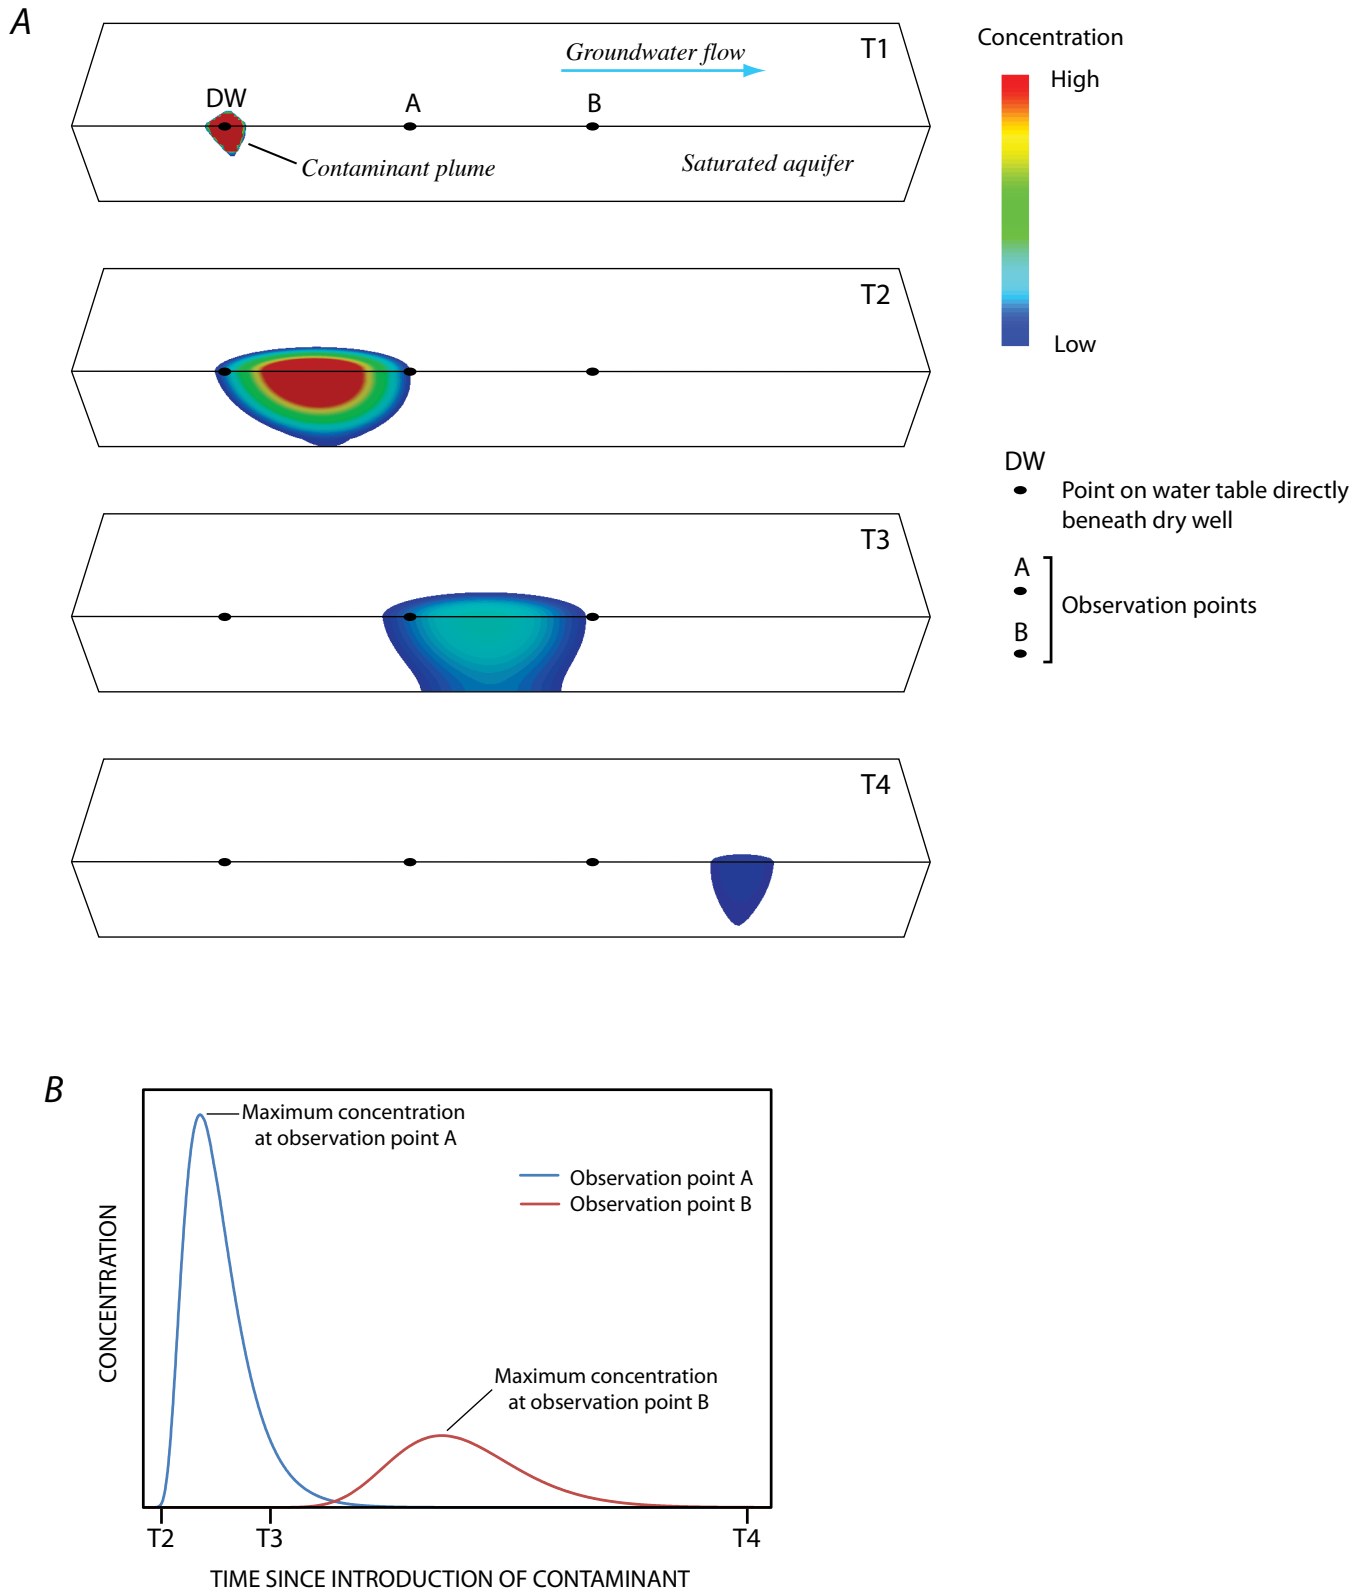 A
T1
Groundwater flow
DW
A
B
Contaminant plume
Saturated aquifer
Concentration
High
Low
T2
DW
Point on water table directly
beneath dry well
A
B
Observation points
T3
T4
B
Maximum concentration
at observation point A
Observation point A
Observation point B
Maximum concentration
at observation point B
CONCENTRATION
T2
T3
T4
TIME SINCE INTRODUCTION OF CONTAMINANT